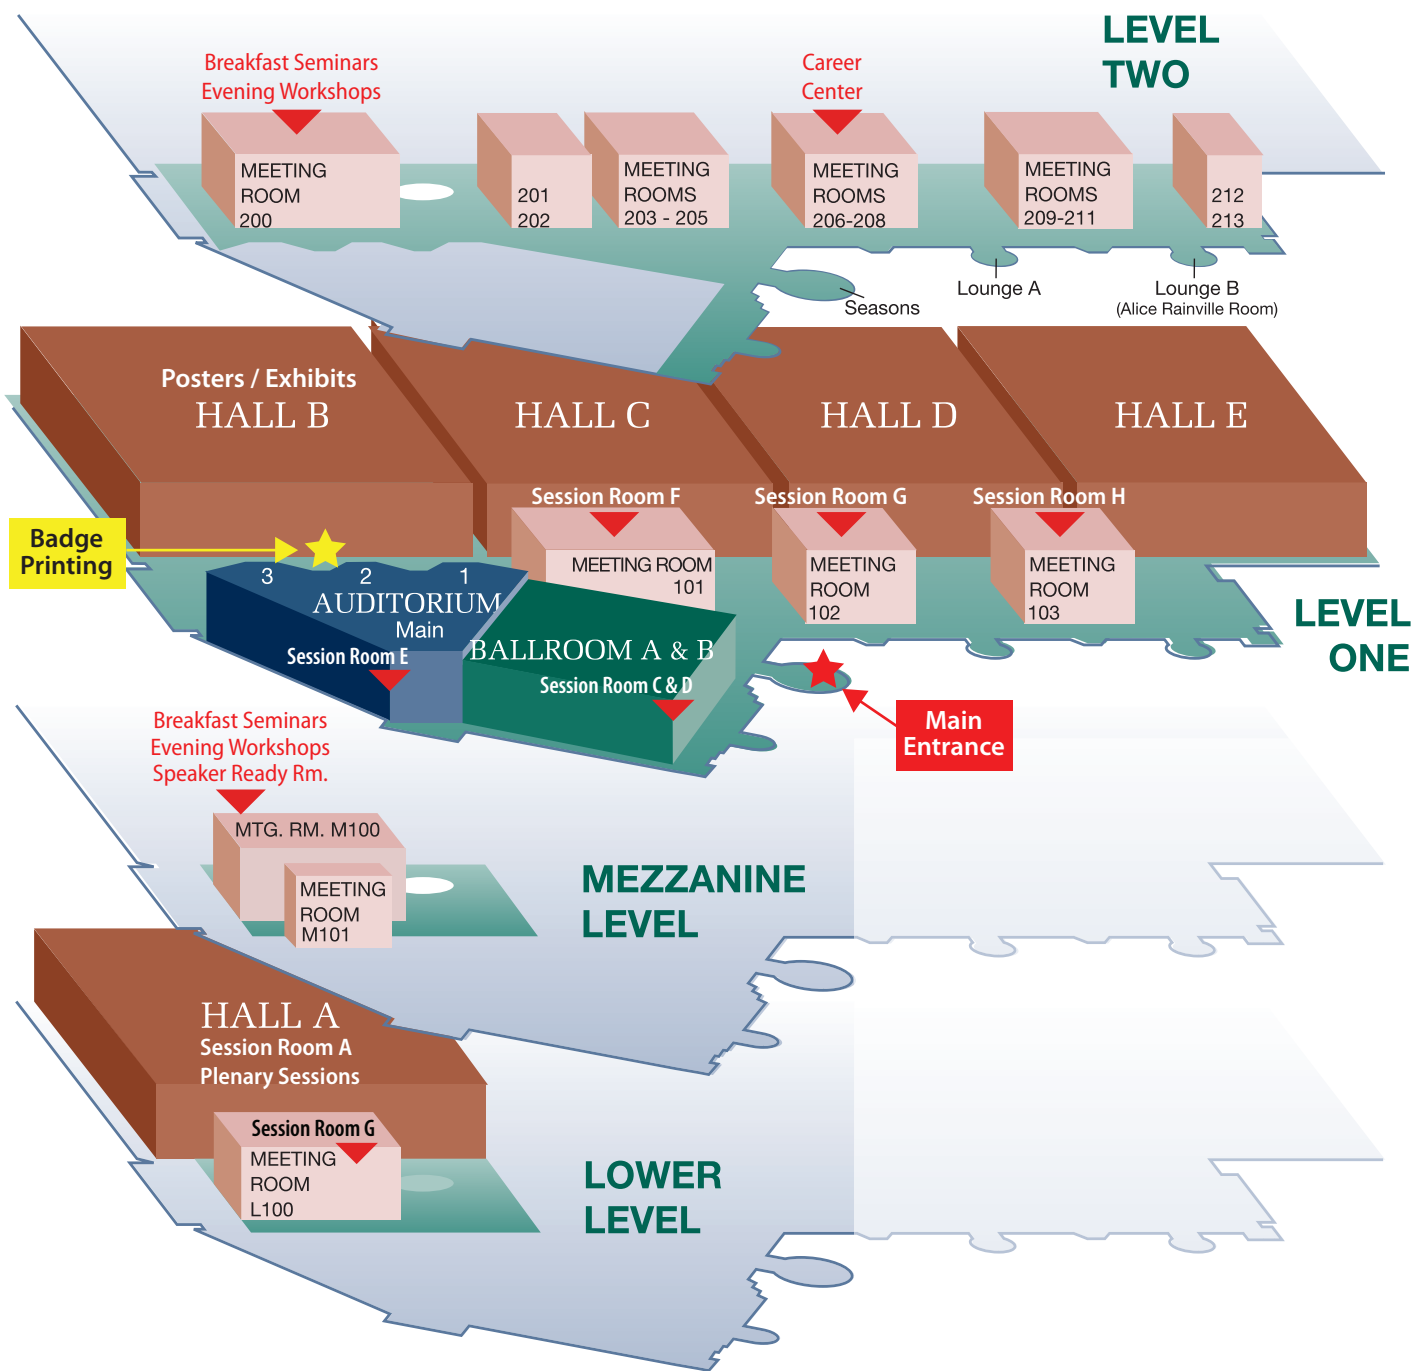 LEVEL
TWO
Breakfast Seminars
Evening Workshops
Career
Center
MEETING
ROOM
200
201
202
MEETING
ROOMS
203 - 205
MEETING
ROOMS
206-208
MEETING
ROOMS
209-211
212
213
Seasons
Lounge A
Lounge B
(Alice Rainville Room)
Posters / Exhibits
HALL B
HALL C
HALL D
HALL E
Session Room F
Session Room G
Session Room H
Badge
Printing
MEETING ROOM
101
MEETING
ROOM
102
MEETING
ROOM
103
3 2 1
AUDITORIUM
Main
Session Room E
BALLROOM A & B
Session Room C & D
LEVEL
ONE
Main
Entrance
Breakfast Seminars
Evening Workshops
Speaker Ready Rm.
MTG. RM. M100
MEETING
ROOM
M101
MEZZANINE
LEVEL
HALL A
Session Room A
Plenary Sessions
Session Room G
MEETING
ROOM
L100
LOWER
LEVEL